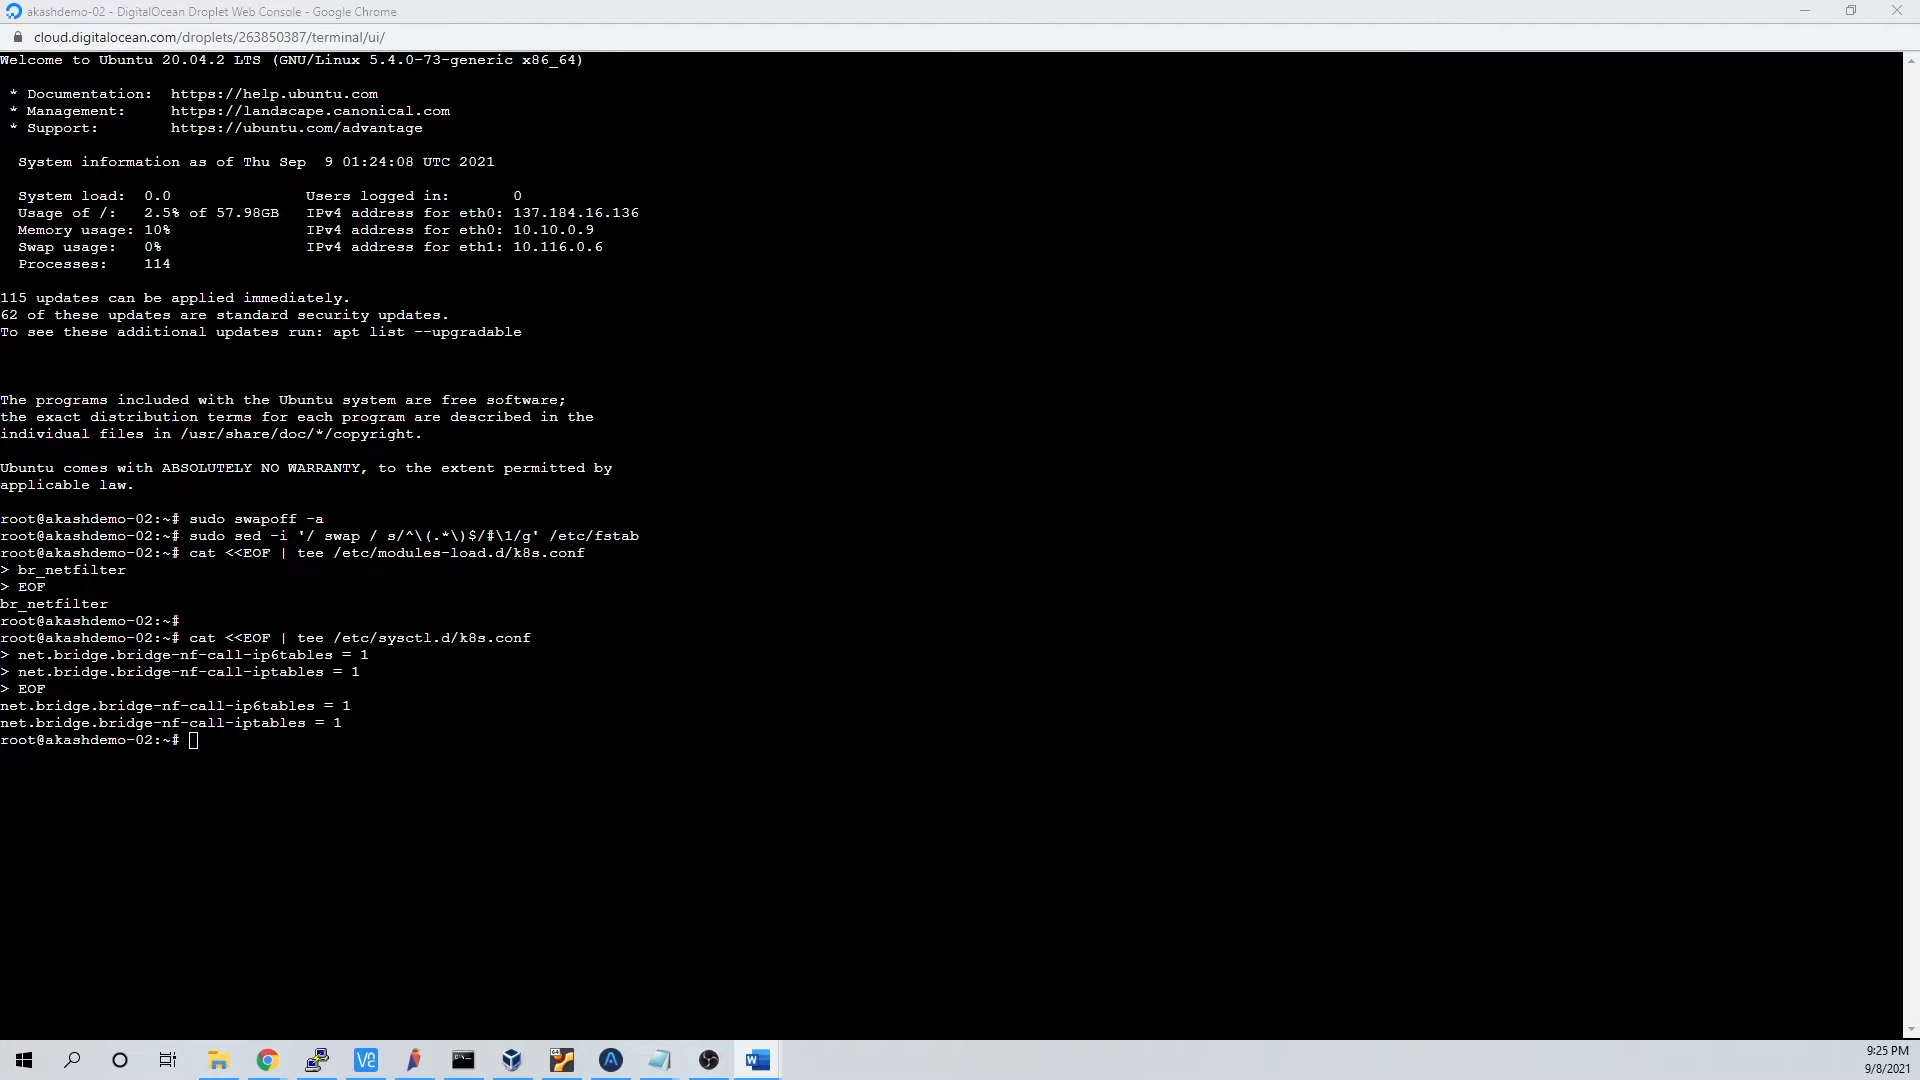 akashdemo-02 - DigitalOcean Droplet Web Console - Google Chrome
cloud.digitalocean.com/droplets/263850387/terminal/ui/
Welcome to Ubuntu 20.04.2 LTS (GNU/Linux 5.4.0-73-generic x86_64)
* Documentation:  https://help.ubuntu.com
* Management:     https://landscape.canonical.com
* Support:        https://ubuntu.com/advantage
System information as of Thu Sep  9 01:24:08 UTC 2021
System load:  0.0               Users logged in:       0
Usage of /:   2.5% of 57.98GB   IPv4 address for eth0: 137.184.16.136
Memory usage: 10%               IPv4 address for eth0: 10.10.0.9
Swap usage:   0%                IPv4 address for eth1: 10.116.0.6
Processes:    114
115 updates can be applied immediately.
62 of these updates are standard security updates.
To see these additional updates run: apt list --upgradable
The programs included with the Ubuntu system are free software;
the exact distribution terms for each program are described in the
individual files in /usr/share/doc/*/copyright.
Ubuntu comes with ABSOLUTELY NO WARRANTY, to the extent permitted by
applicable law.
root@akashdemo-02:~# sudo swapoff -a
root@akashdemo-02:~# sudo sed -i '/ swap / s/^\(.*\)$/#\1/g' /etc/fstab
root@akashdemo-02:~# cat <<EOF | tee /etc/modules-load.d/k8s.conf
> br_netfilter
> EOF
br_netfilter
root@akashdemo-02:~#
root@akashdemo-02:~# cat <<EOF | tee /etc/sysctl.d/k8s.conf
> net.bridge.bridge-nf-call-ip6tables = 1
> net.bridge.bridge-nf-call-iptables = 1
> EOF
net.bridge.bridge-nf-call-ip6tables = 1
net.bridge.bridge-nf-call-iptables = 1
root@akashdemo-02:~#
9:25 PM
9/8/2021